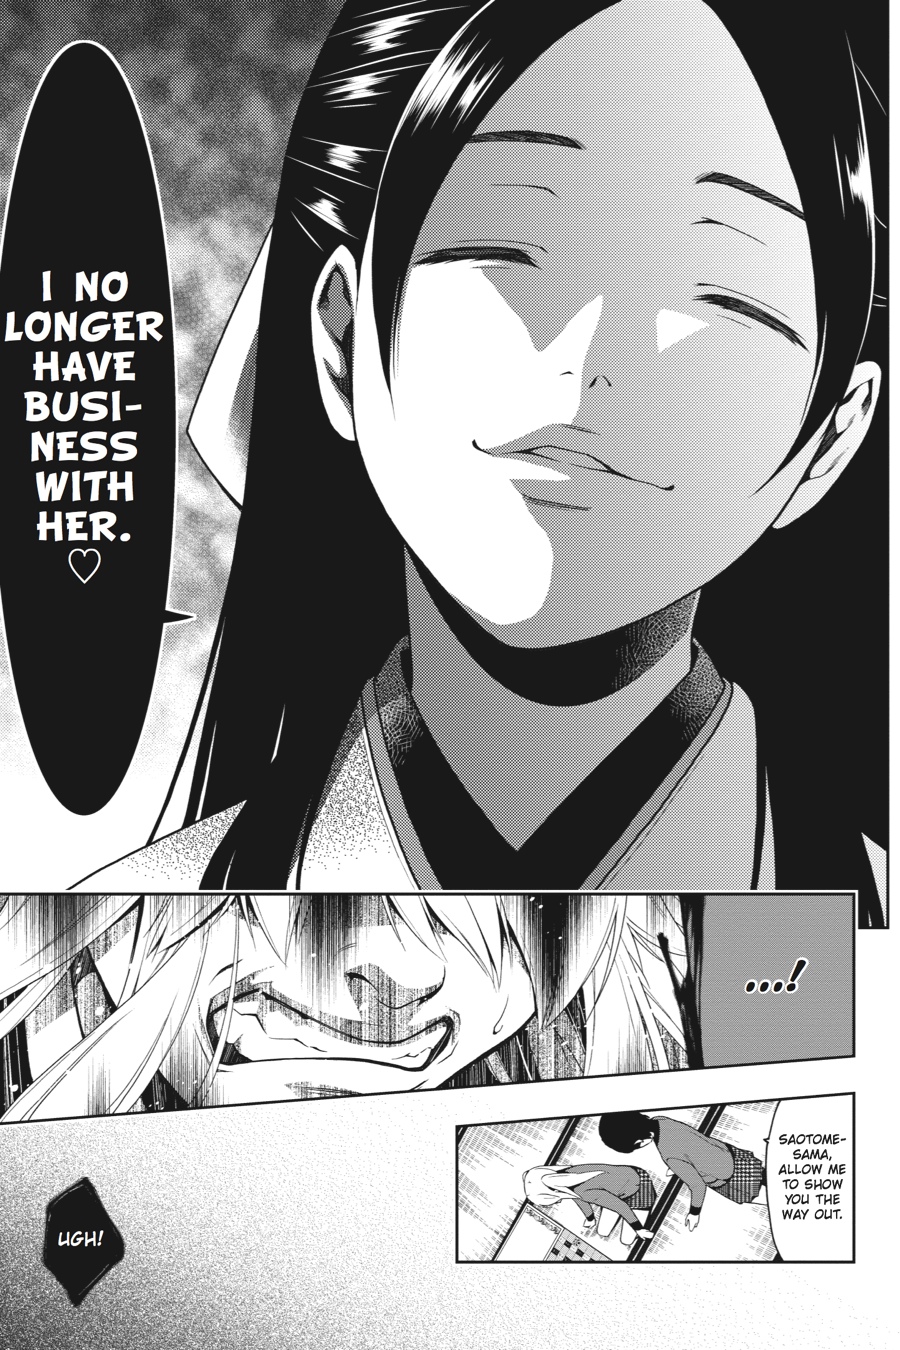 I NO
LONGER
HAVE
BUSI-
NESS
WITH
HER.
♡
...!
SAOTOME-
SAMA,
ALLOW ME
TO SHOW
YOU THE
WAY OUT.
UGH!